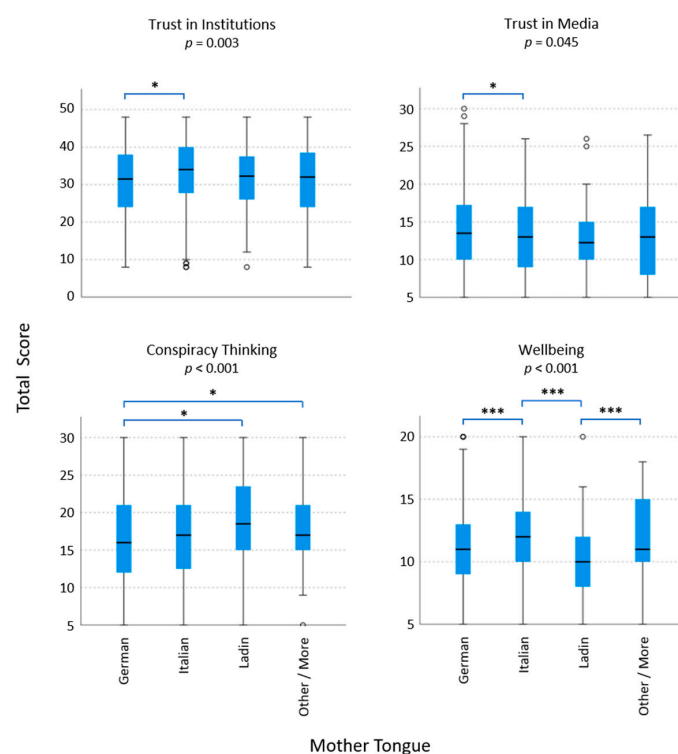 Trust in Institutions
p = 0.003
*
50
40
30
20
10
0
Trust in Media
p = 0.045
*
30
25
20
15
10
5
Total Score
Conspiracy Thinking
p < 0.001
*
*
30
25
20
15
10
5
German
Italian
Ladin
Other / More
Wellbeing
p < 0.001
***
***
***
20
15
10
5
German
Italian
Ladin
Other / More
Mother Tongue